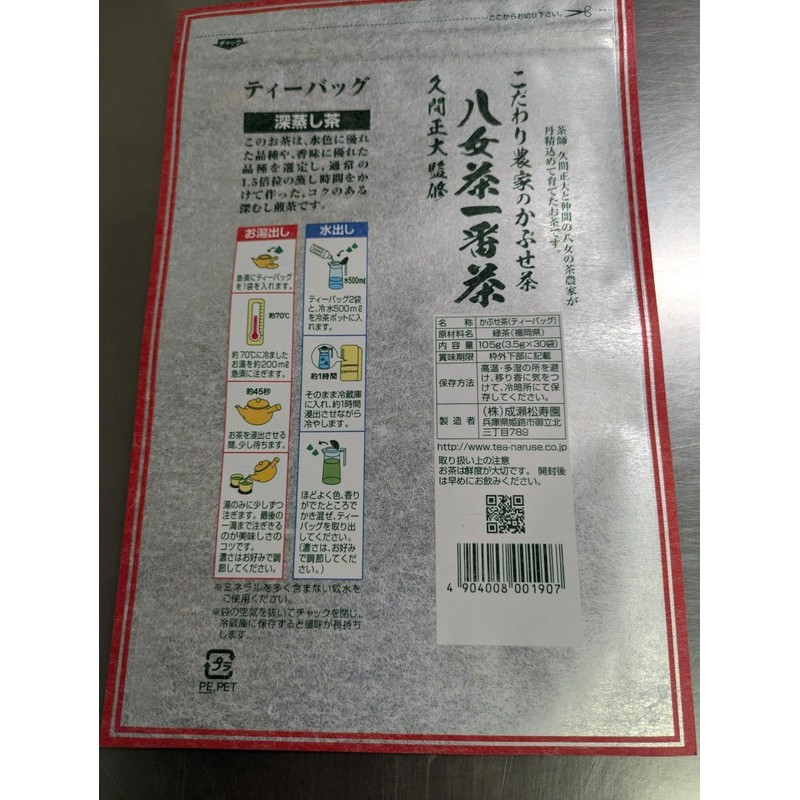 ここからお切り下さい。
チャック
ティーバッグ
深蒸し茶
このお茶は、水色に優れ
た品種や、香味に優れた
品種を選定し、通常の
1.5倍位の蒸し時間をか
けて作った、コクのある
深むし煎茶です。
茶師 久間正大と仲間の八女の茶農家が
丹精込めて育てたお茶です。
こだわり農家のかぶせ茶
八女茶一番茶
久間正大 監修
お湯出し
急須にティーバッグ
を1袋を入れます。
約70℃
約70℃に冷ました
お湯を約200mℓ
急須に注ぎます。
約45秒
お茶を浸出させる
間、少し待ちます。
湯のみに少しずつ
注ぎます。最後の
一滴まで注ぎきる
のが美味しさの
コツです。
濃さはお好みで調
節してください。
水出し
水500mℓ
ティーバッグ2袋
と、冷水500mℓ
を冷茶ポットに入
れます。
約1時間
そのまま冷蔵庫
に入れ、約1時間
浸出させながら
冷やします。
ほどよく色、香り
がでたところで
かき混ぜ、ティー
バッグを取り出
してください。
(濃さはお好みで
調節してください。)
※ミネラルを多く含まない軟水を
ご使用ください。
※袋の空気を抜いてチャックを閉じ、
冷蔵庫に保存すると風味が長持ち
します。
プラ
PE,PET
名称 かぶせ茶(ティーバッグ)
原材料名 緑茶(福岡県)
内容量 105g(3.5g×30袋)
賞味期限 枠外下部に記載
保存方法 高温・多湿の所を避
け、移り香に気をつ
けて、冷暗所にて保
存してください。
製造者 (株)成瀬松寿園
兵庫県姫路市御立北
三丁目789
http://www.tea-naruse.co.jp
取り扱い上の注意
お茶は鮮度が大切です。 開封後
は早めにお飲みください。
4 904008 001907